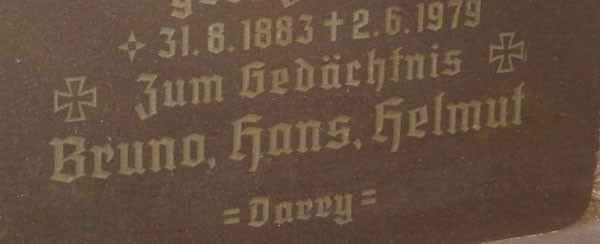 ✧ 31.8.1883 ✝ 2.6.1979
Zum Gedächtnis
Bruno, Hans, Helmut
= Darry =